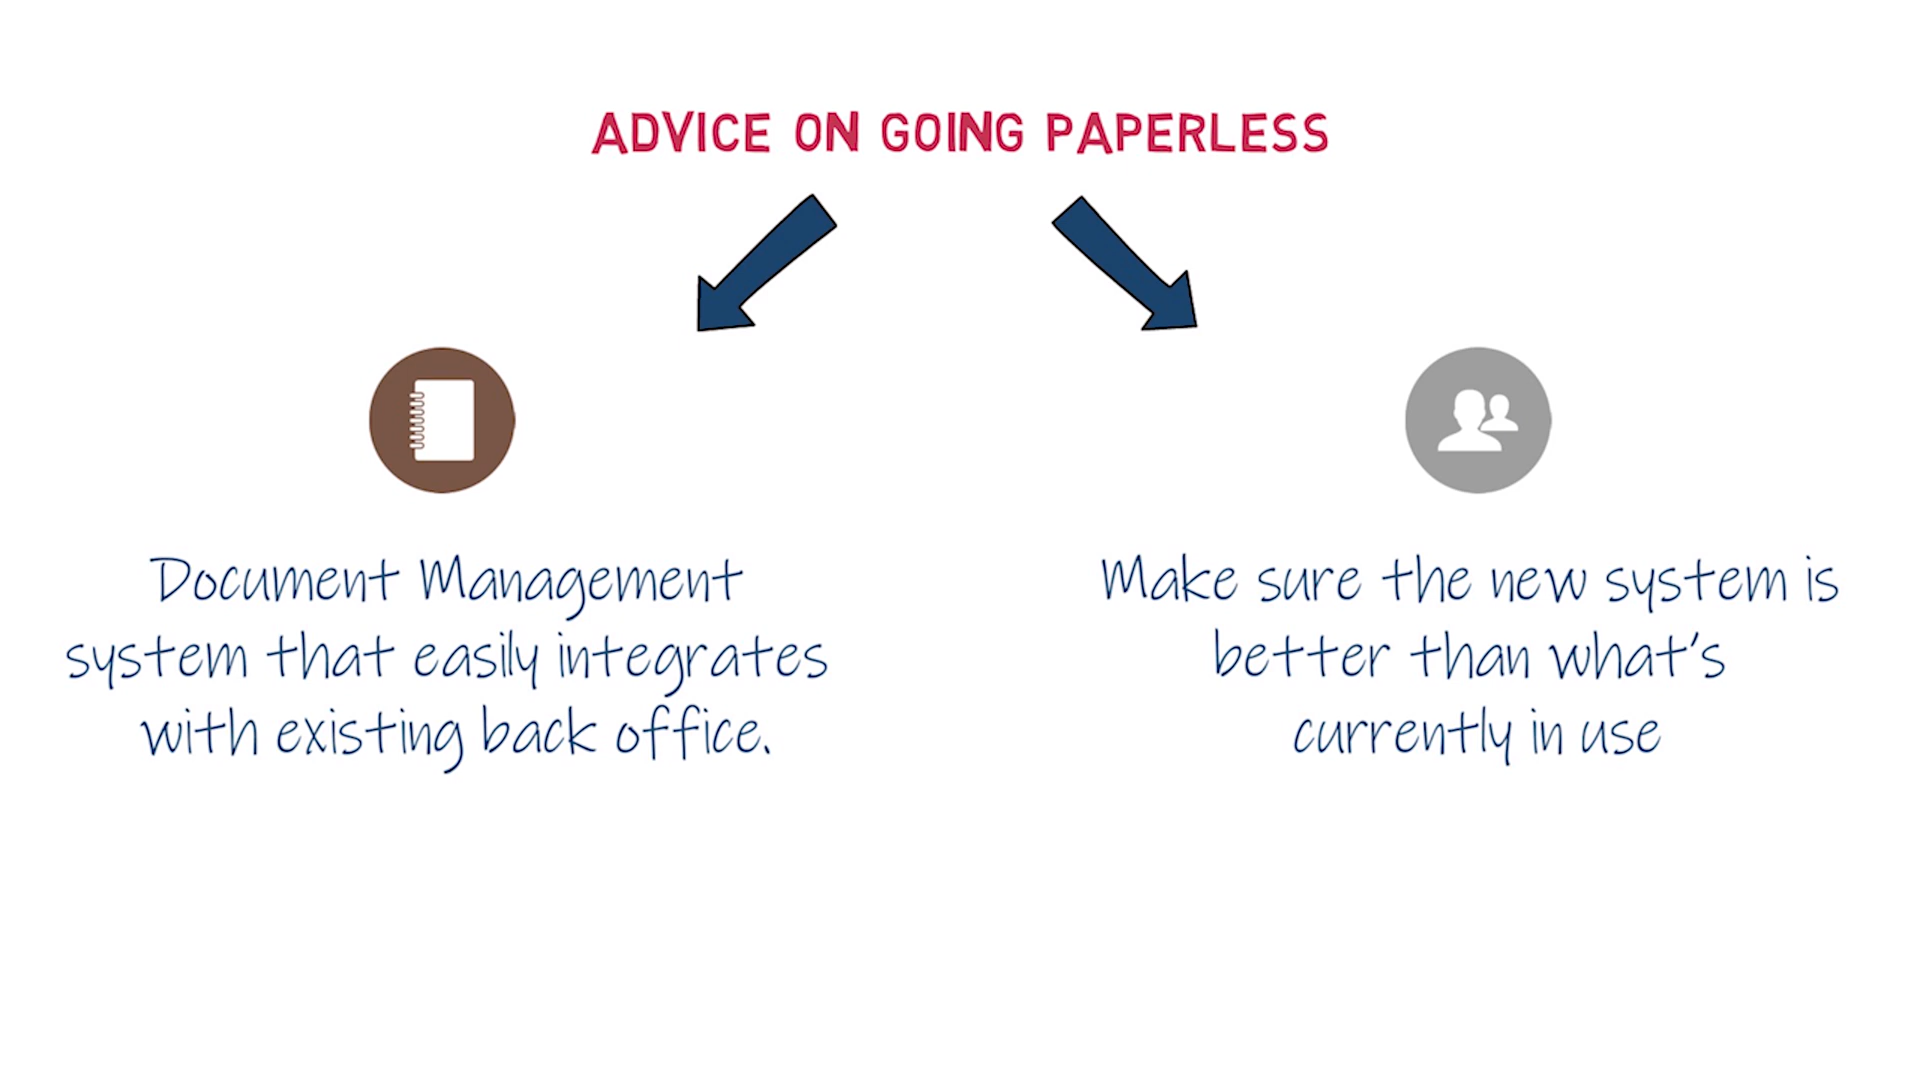 ADVICE ON GOING PAPERLESS
Document Management
system that easily integrates
with existing back office.
Make sure the new system is
better than what's
currently in use